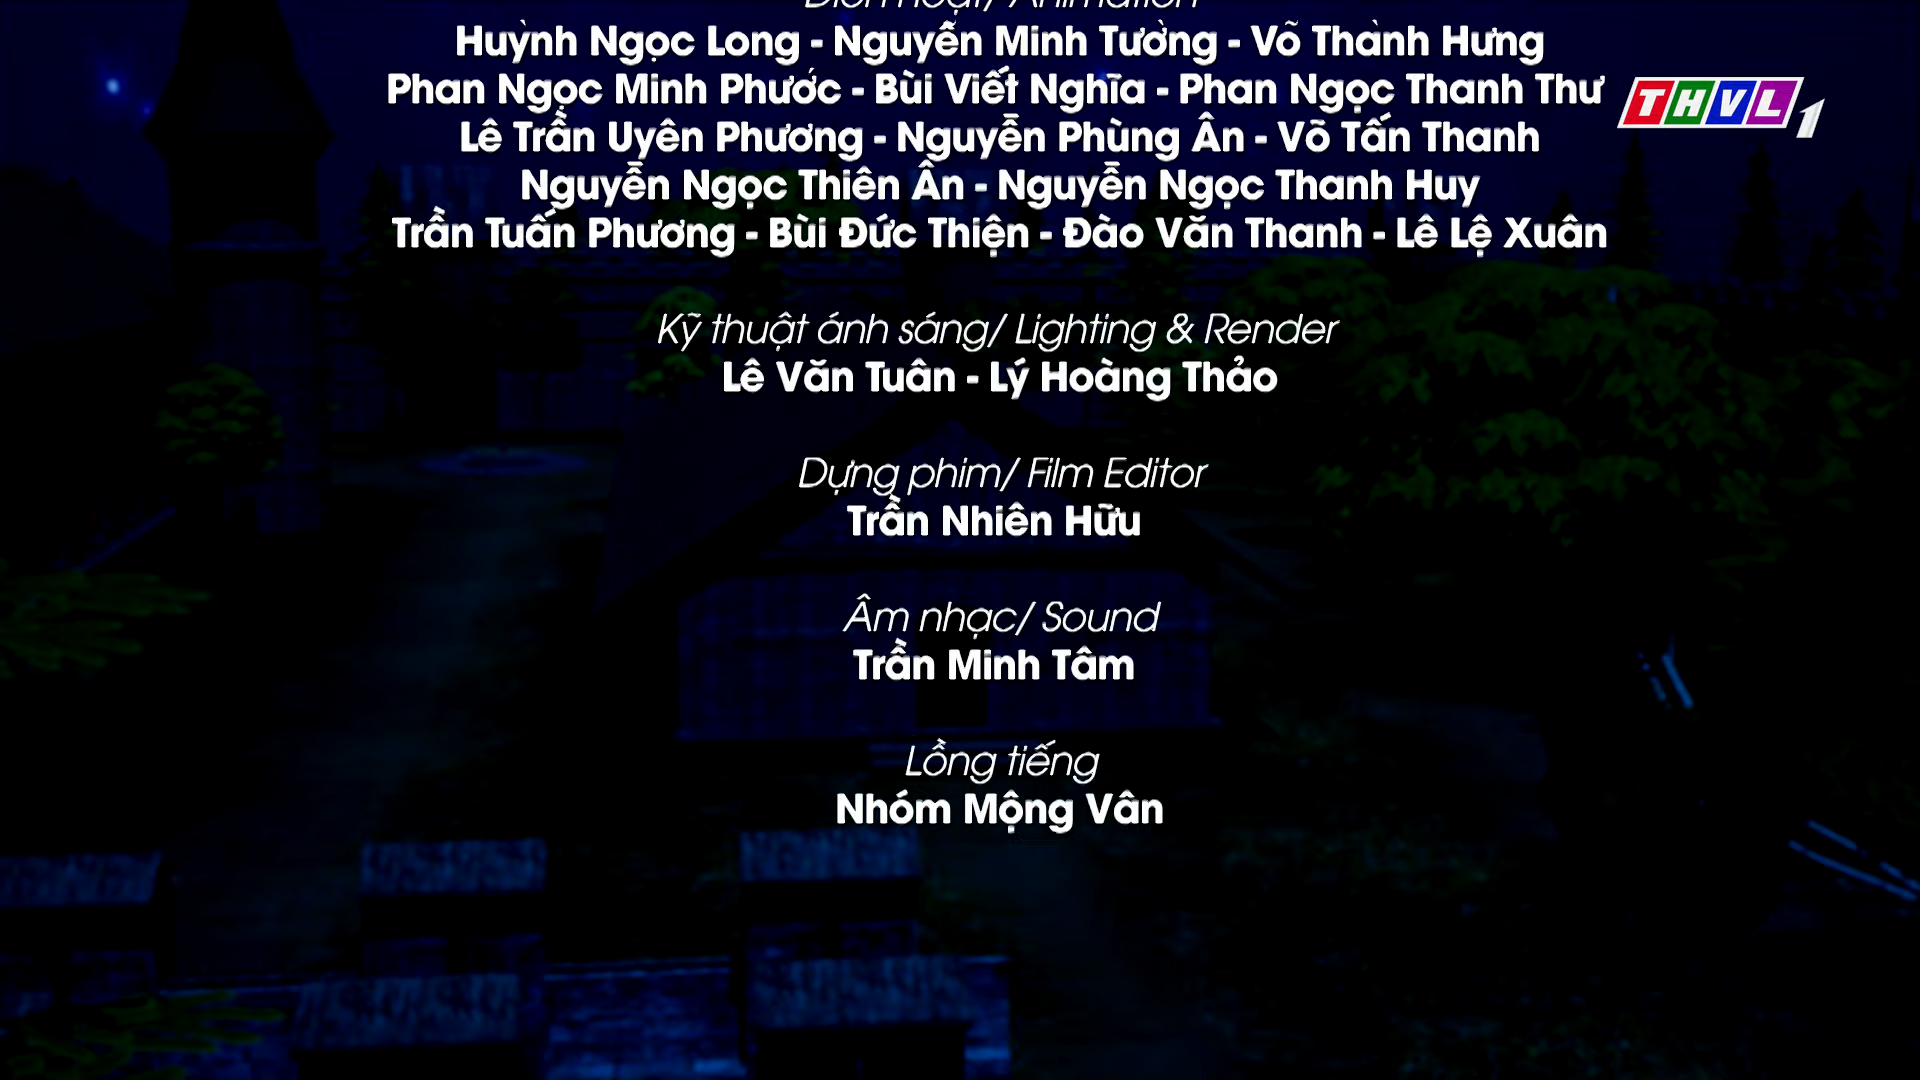 Diễn hoạt/ Animation
Huỳnh Ngọc Long - Nguyễn Minh Tường - Võ Thành Hưng
Phan Ngọc Minh Phước - Bùi Viết Nghĩa - Phan Ngọc Thanh Thư
THVL1
Lê Trần Uyên Phương - Nguyễn Phùng Ân - Võ Tấn Thanh
Nguyễn Ngọc Thiên Ân - Nguyễn Ngọc Thanh Huy
Trần Tuấn Phương - Bùi Đức Thiện - Đào Văn Thanh - Lê Lệ Xuân
Kỹ thuật ánh sáng/ Lighting & Render
Lê Văn Tuân - Lý Hoàng Thảo
Dựng phim/ Film Editor
Trần Nhiên Hữu
Âm nhạc/ Sound
Trần Minh Tâm
Lồng tiếng
Nhóm Mộng Vân